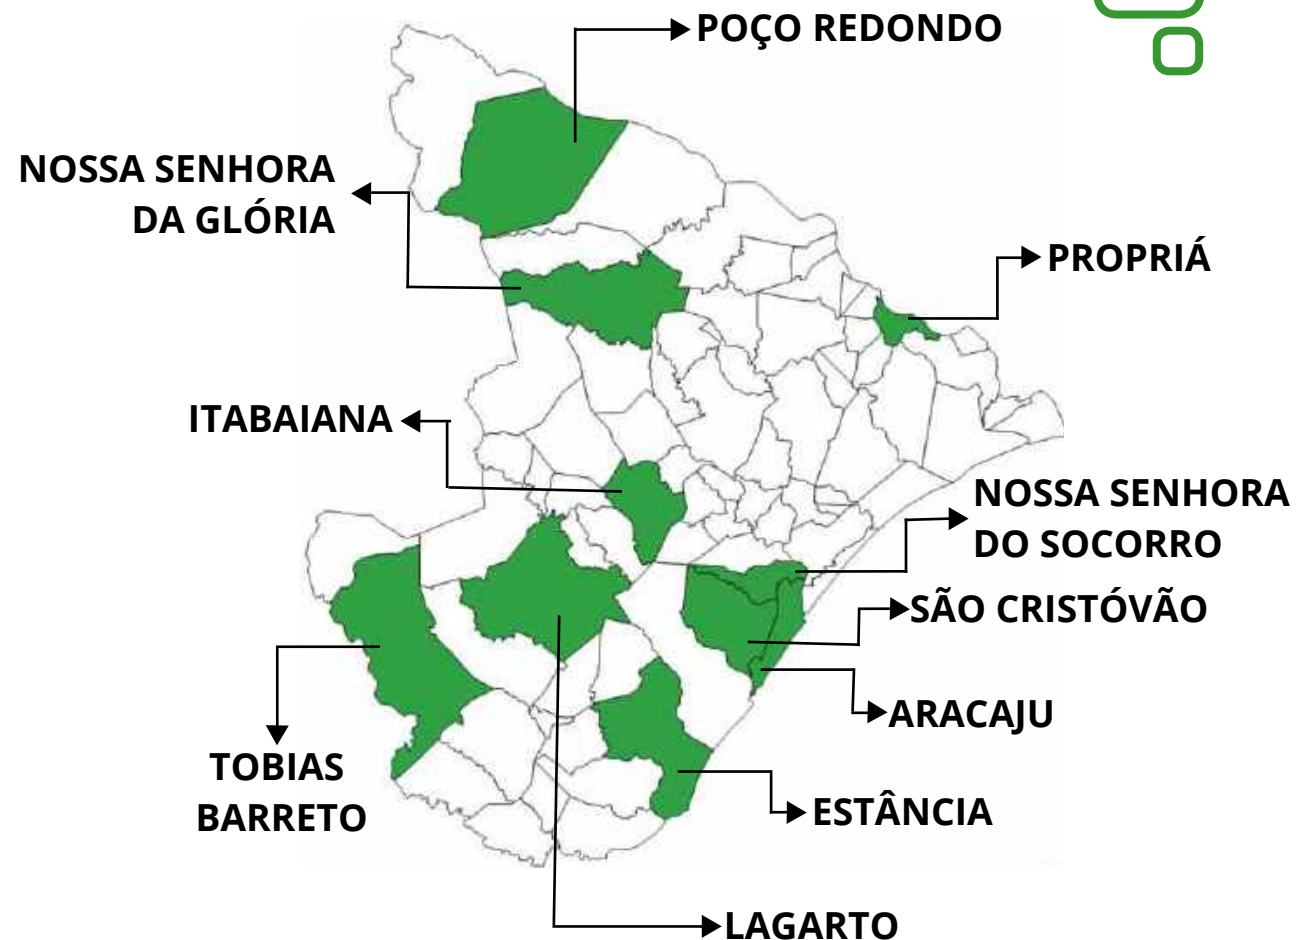 POÇO REDONDO
NOSSA SENHORA
DA GLÓRIA
PROPRIÁ
ITABAIANA
NOSSA SENHORA
DO SOCORRO
SÃO CRISTÓVÃO
ARACAJU
TOBIAS
BARRETO
ESTÂNCIA
LAGARTO